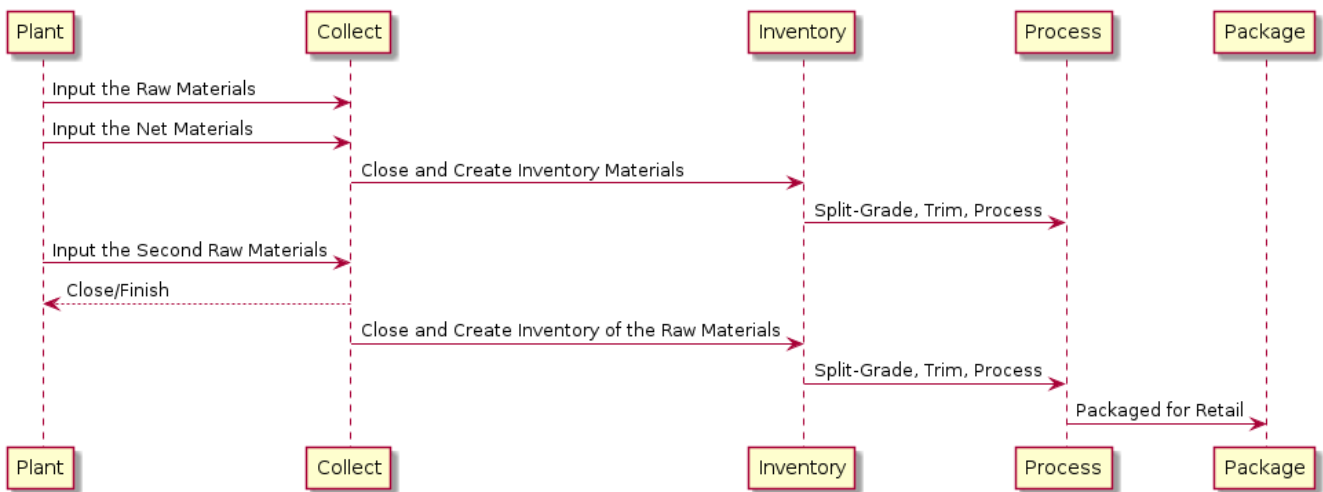 Plant
Collect
Inventory
Process
Package
Input the Raw Materials
Input the Net Materials
Close and Create Inventory Materials
Split-Grade, Trim, Process
Input the Second Raw Materials
Close/Finish
Close and Create Inventory of the Raw Materials
Split-Grade, Trim, Process
Packaged for Retail
Plant
Collect
Inventory
Process
Package